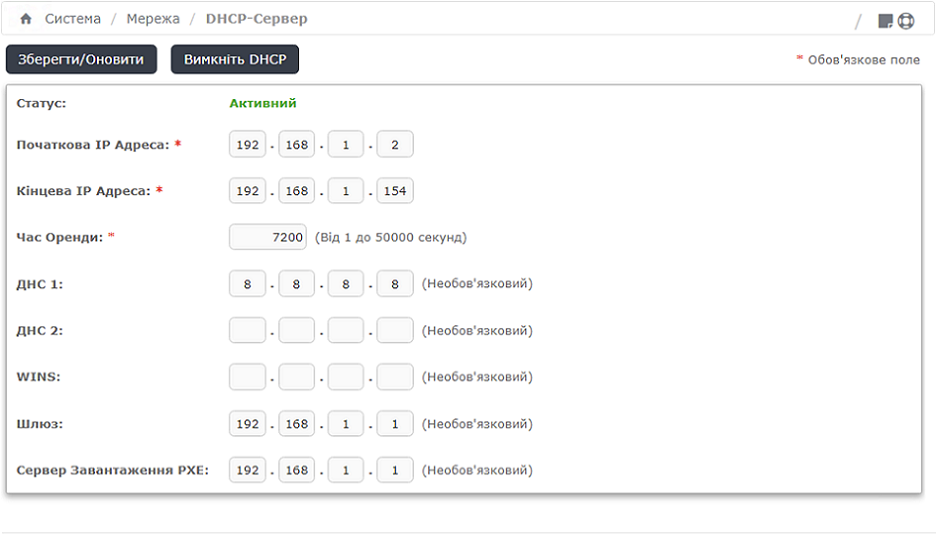 Система / Мережа / DHCP-Сервер /
Зберегти/Оновити Вимкніть DHCP * Обов'язкове поле
Статус: Активний
Початкова IP Адреса: * 192 . 168 . 1 . 2
Кінцева IP Адреса: * 192 . 168 . 1 . 154
Час Оренди: * 7200 (Від 1 до 50000 секунд)
ДНС 1: 8 . 8 . 8 . 8 (Необов'язковий)
ДНС 2: . . . (Необов'язковий)
WINS: . . . (Необов'язковий)
Шлюз: 192 . 168 . 1 . 1 (Необов'язковий)
Сервер Завантаження PXE: 192 . 168 . 1 . 1 (Необов'язковий)